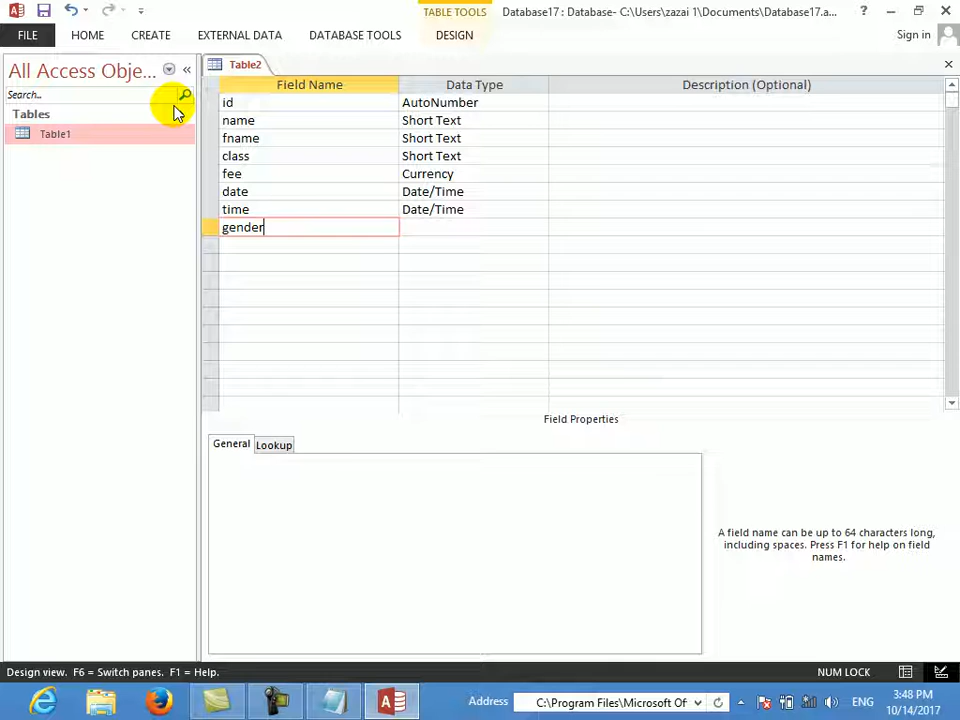 TABLE TOOLS
Database17 : Database- C:\Users\zazai 1\Documents\Database17.a...
?
FILE HOME CREATE EXTERNAL DATA DATABASE TOOLS DESIGN Sign in
All Access Obje... «
Search..
Tables
Table1
Table2
Field Name Data Type Description (Optional)
id AutoNumber
name Short Text
fname Short Text
class Short Text
fee Currency
date Date/Time
time Date/Time
gender
Field Properties
General Lookup
A field name can be up to 64 characters long,
including spaces. Press F1 for help on field
names.
Design view. F6 = Switch panes. F1 = Help. NUM LOCK
Address C:\Program Files\Microsoft Of ENG
3:48 PM
10/14/2017